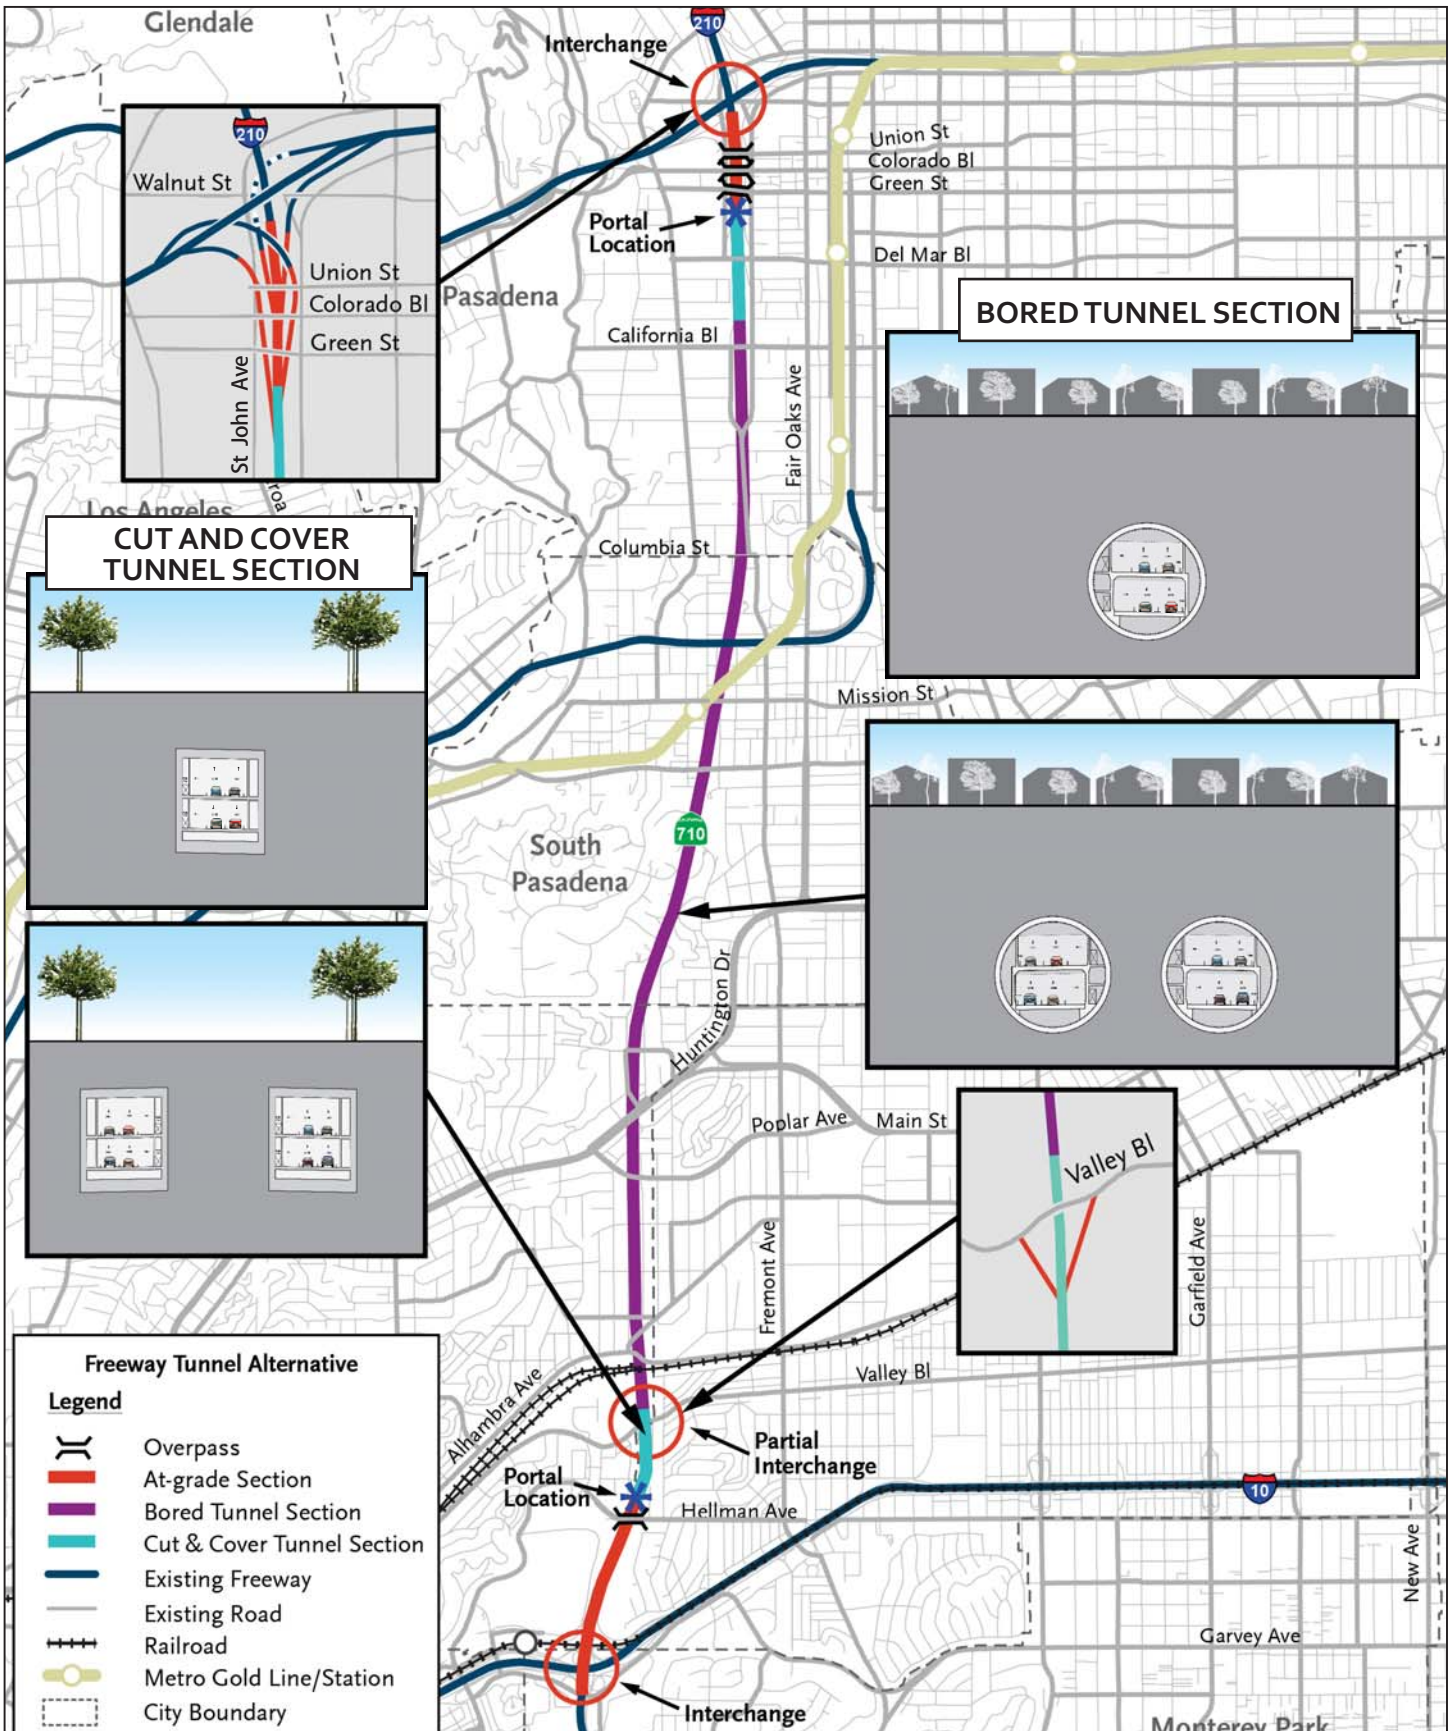 Glendale
210
Interchange
210
Walnut St
Union St
Colorado Bl
Green St
St John Ave
Union St
Colorado Bl
Green St
Portal
Location
Del Mar Bl
Pasadena
BORED TUNNEL SECTION
California Bl
Fair Oaks Ave
Los Angeles
CUT AND COVER
TUNNEL SECTION
Columbia St
Mission St
710
South
Pasadena
Huntington Dr
Poplar Ave
Main St
Valley Bl
Fremont Ave
Garfield Ave
Valley Bl
Alhambra Ave
Partial
Interchange
Portal
Location
Hellman Ave
10
New Ave
Garvey Ave
Interchange
Monterey Park
Freeway Tunnel Alternative
Legend
Overpass
At-grade Section
Bored Tunnel Section
Cut & Cover Tunnel Section
Existing Freeway
Existing Road
Railroad
Metro Gold Line/Station
City Boundary